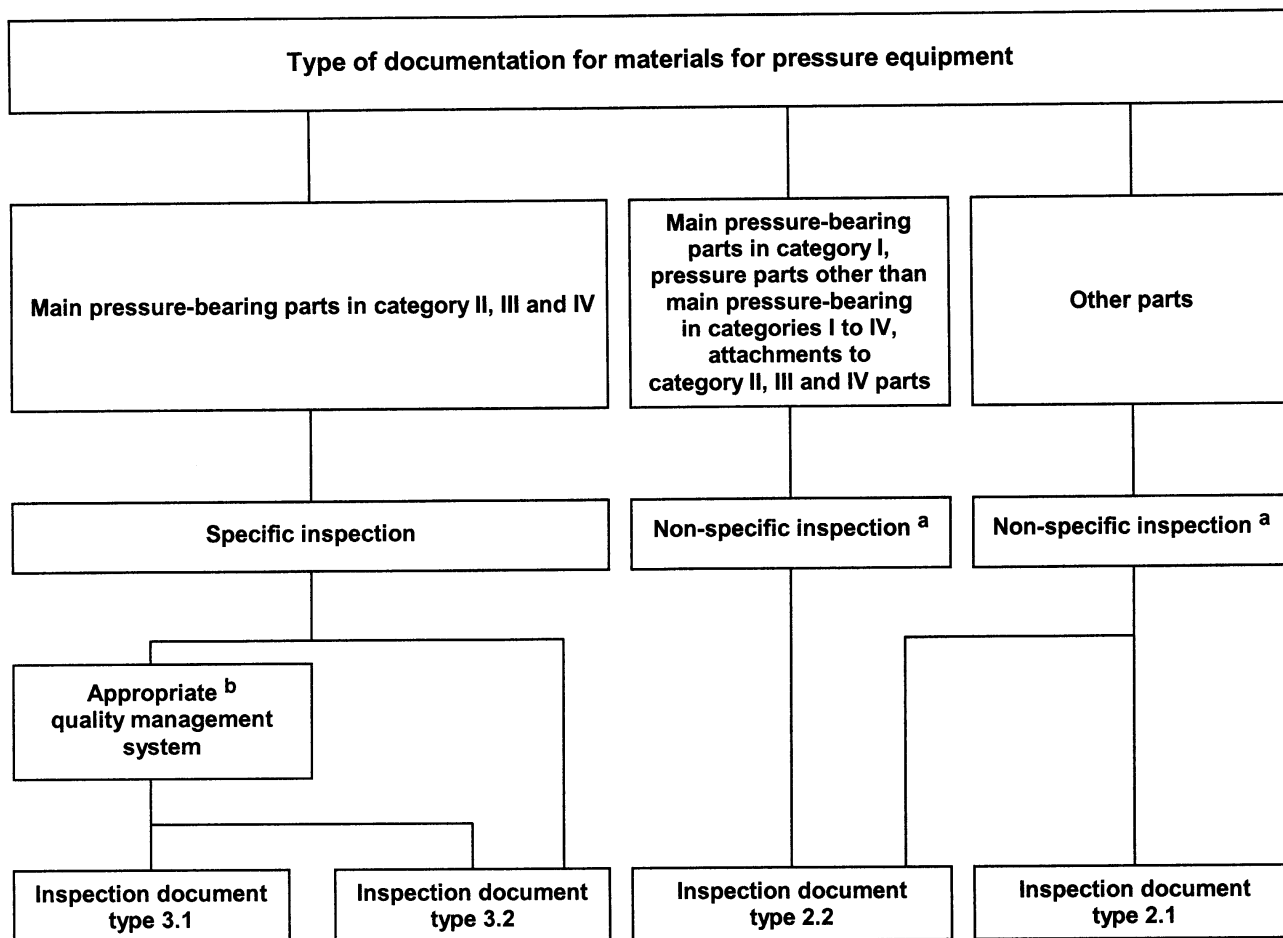 Type of documentation for materials for pressure equipment
Main pressure-bearing parts in category II, III and IV
Main pressure-bearing
parts in category I,
pressure parts other than
main pressure-bearing
in categories I to IV,
attachments to
category II, III and IV parts
Other parts
Specific inspection
Non-specific inspection a
Non-specific inspection a
Appropriate b
quality management
system
Inspection document
type 3.1
Inspection document
type 3.2
Inspection document
type 2.2
Inspection document
type 2.1